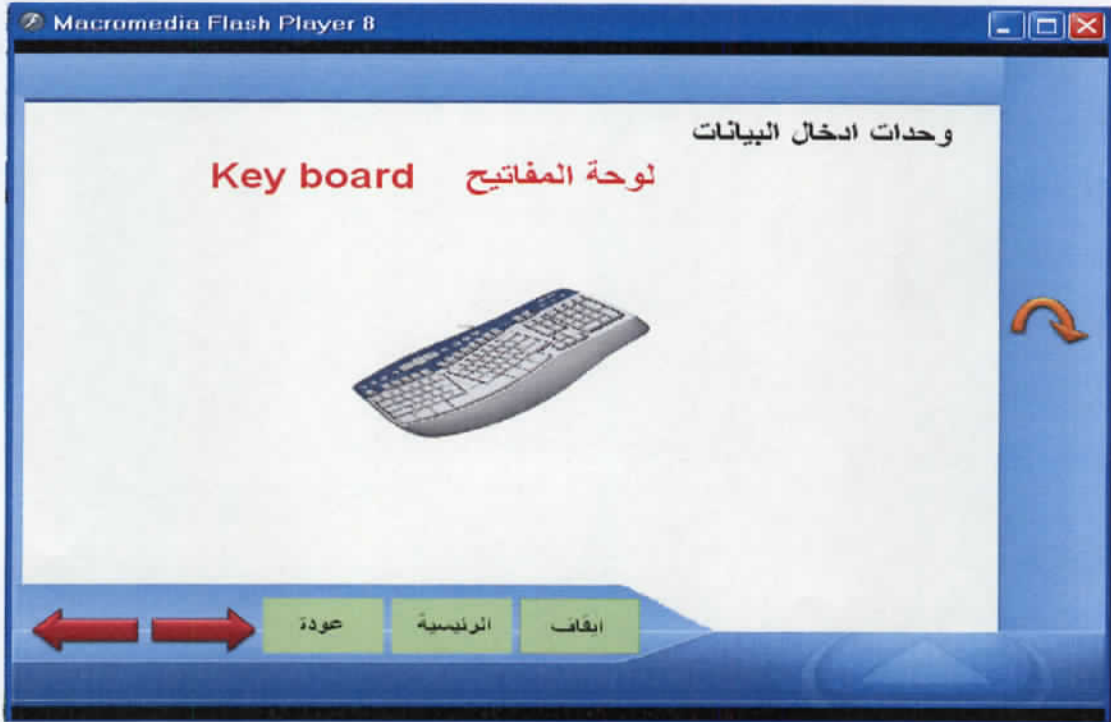 Macromedia Flash Player 8
وحدات ادخال البيانات
لوحة المفاتيح Key board
عودة
الرئيسية
ايقاف